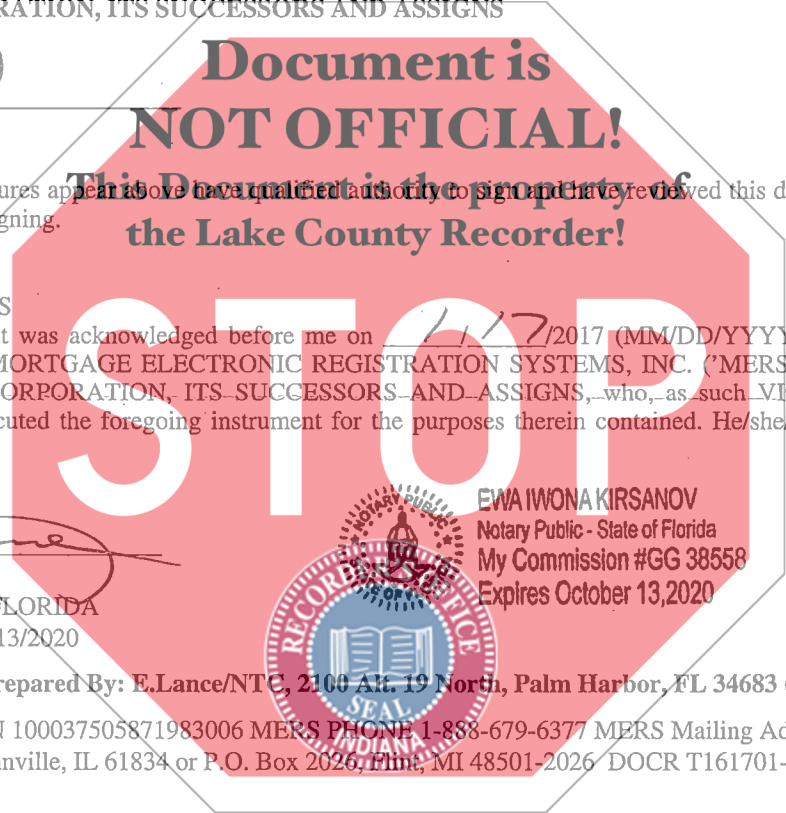 RATION, ITS SUCCESSORS AND ASSIGNS
Document is
NOT OFFICIAL!
ures appear above have qualified authority to sign and have reviewed this d
This Document is the property of
gning.
the Lake County Recorder!
S
t was acknowledged before me on 1/17/2017 (MM/DD/YYYY
MORTGAGE ELECTRONIC REGISTRATION SYSTEMS, INC. ('MERS
ORPORATION, ITS SUCCESSORS AND ASSIGNS, who, as such VI
cuted the foregoing instrument for the purposes therein contained. He/she/
STOP
NOTARY PUBLIC
EWA IWONA KIRSANOV
Notary Public - State of Florida
My Commission #GG 38558
Expires October 13,2020
FLORIDA
13/2020
RECORDER'S OFFICE
SEAL
INDIANA
repared By: E.Lance/NTC, 2100 Alt. 19 North, Palm Harbor, FL 34683
N 100037505871983006 MERS PHONE 1-888-679-6377 MERS Mailing Ad
nville, IL 61834 or P.O. Box 2026, Flint, MI 48501-2026 DOCR T161701-